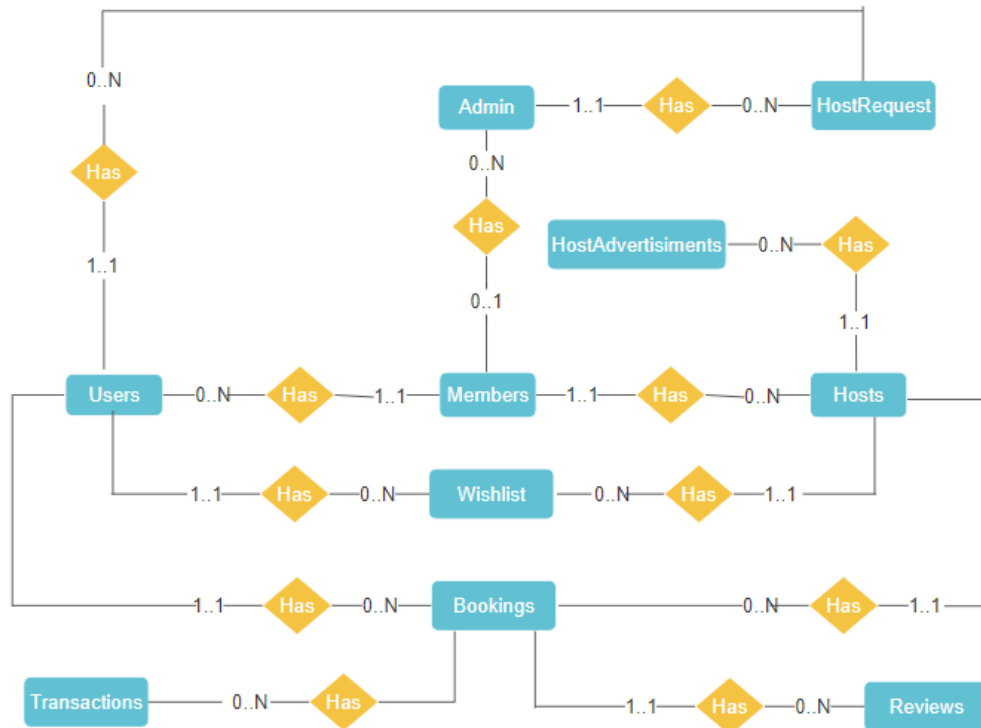 0..N
Admin
1..1
Has
0..N
HostRequest
Has
0..N
Has
HostAdvertisiments
0..N
Has
1..1
0..1
1..1
Users
0..N
Has
1..1
Members
1..1
Has
0..N
Hosts
1..1
Has
0..N
Wishlist
0..N
Has
1..1
1..1
Has
0..N
Bookings
0..N
Has
1..1
Transactions
0..N
Has
1..1
Has
0..N
Reviews